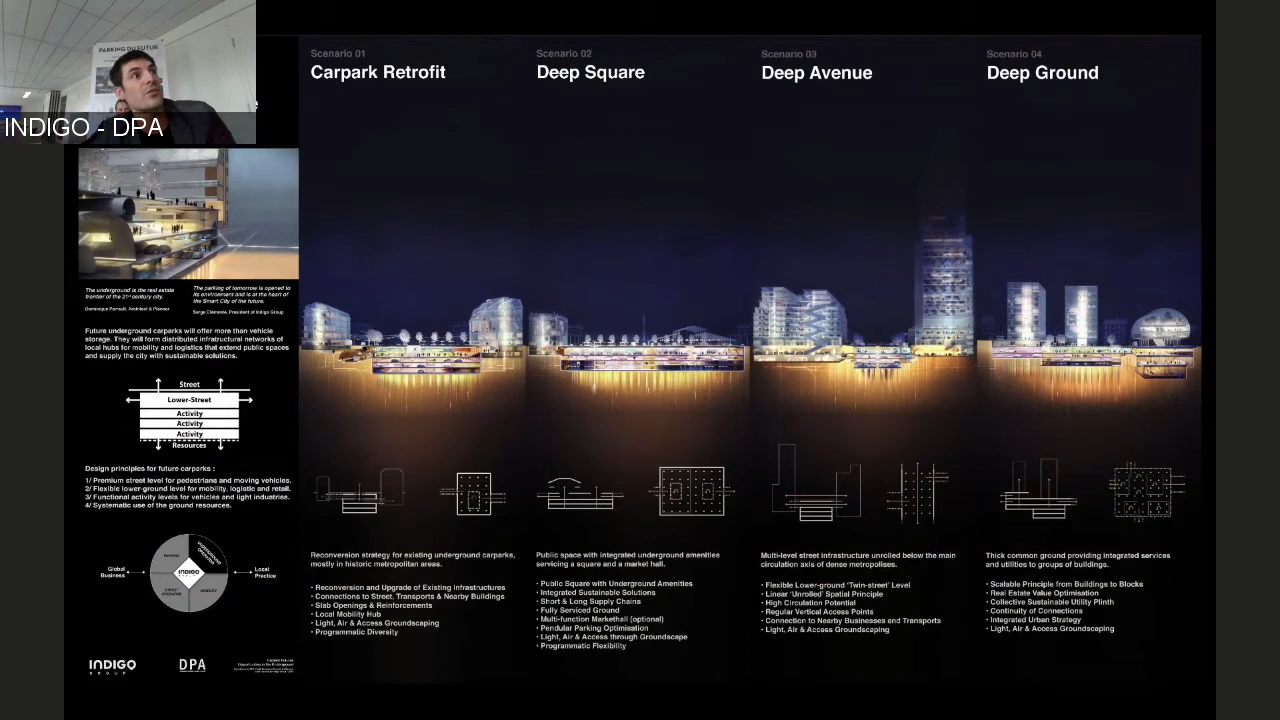 PARKING DU FUTUR
INDIGO - DPA
The underground is the real estate
frontier of the 21st century city.
Dominique Perrault, Architect & Planner
The parking of tomorrow is opened to
its environment and is at the heart of
the Smart City of the future.
Serge Clemente, President of Indigo Group
Future underground carparks will offer more than vehicle
storage. They will form distributed infrastructural networks of
local hubs for mobility and logistics that extend public spaces
and supply the city with sustainable solutions.
Street
Lower-Street
Activity
Activity
Activity
Resources
Design principles for future carparks :
1/ Premium street level for pedestrians and moving vehicles.
2/ Flexible lower-ground level for mobility, logistic and retail.
3/ Functional activity levels for vehicles and light industries.
4/ Systematic use of the ground resources.
Global
Business
INDIGO
Local
Practice
INDIGO
GROUP
DPA
Scenario 01
Carpark Retrofit
Reconversion strategy for existing underground carparks,
mostly in historic metropolitan areas.
• Reconversion and Upgrade of Existing Infrastructures
• Connections to Street, Transports & Nearby Buildings
• Slab Openings & Reinforcements
• Local Mobility Hub
• Light, Air & Access Groundscaping
• Programmatic Diversity
Scenario 02
Deep Square
Public space with integrated underground amenities
servicing a square and a market hall.
• Public Square with Underground Amenities
• Integrated Sustainable Solutions
• Short & Long Supply Chains
• Fully Serviced Ground
• Multi-function Markethall (optional)
• Pendular Parking Optimisation
• Light, Air & Access through Groundscape
• Programmatic Flexibility
Scenario 03
Deep Avenue
Multi-level street infrastructure unrolled below the main
circulation axis of dense metropolises.
• Flexible Lower-ground ‘Twin-street’ Level
• Linear ‘Unrolled’ Spatial Principle
• High Circulation Potential
• Regular Vertical Access Points
• Connection to Nearby Businesses and Transports
• Light, Air & Access Groundscaping
Scenario 04
Deep Ground
Thick common ground providing integrated services
and utilities to groups of buildings.
• Scalable Principle from Buildings to Blocks
• Real Estate Value Optimisation
• Collective Sustainable Utility Plinth
• Continuity of Connections
• Integrated Urban Strategy
• Light, Air & Access Groundscaping